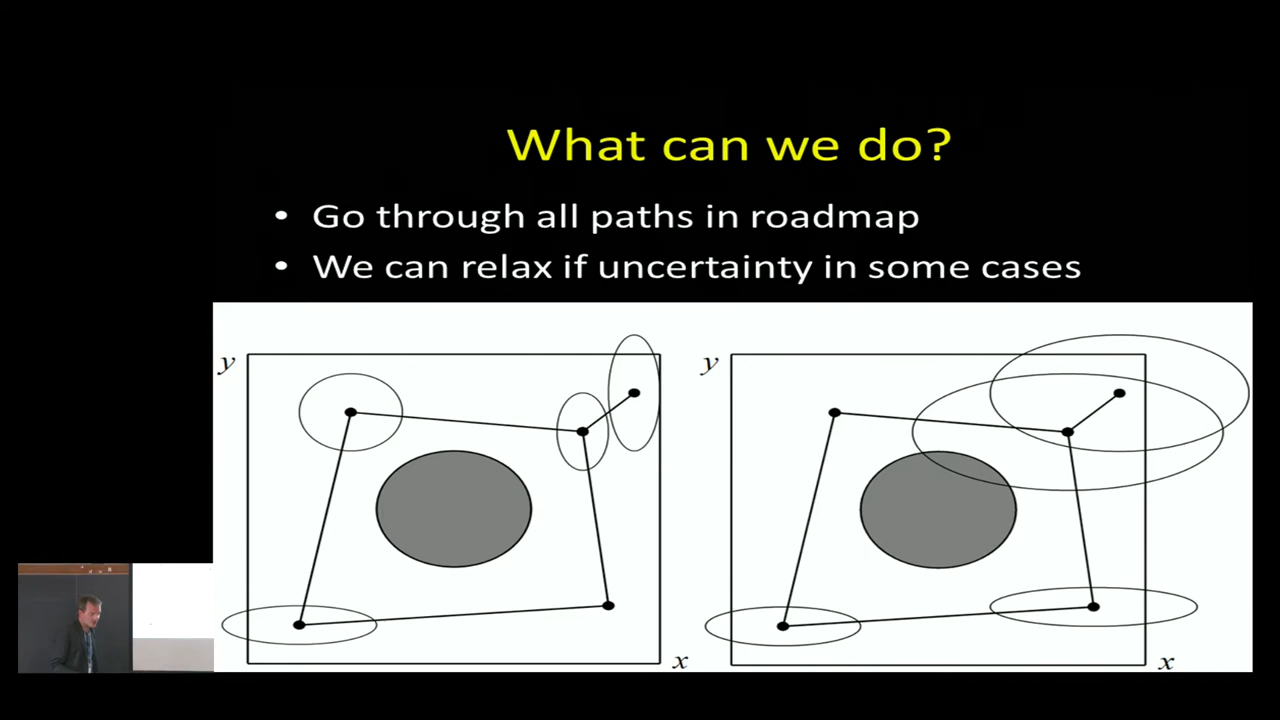 What can we do?
• Go through all paths in roadmap
• We can relax if uncertainty in some cases
y
x
y
x